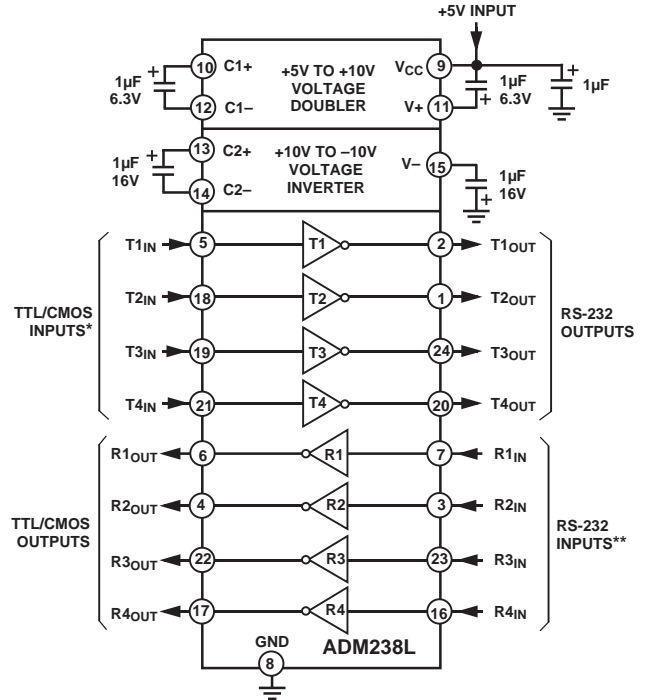 +5V INPUT
1µF
6.3V
+
10
C1+
12
C1–
+5V TO +10V
VOLTAGE
DOUBLER
VCC
9
V+
11
+
1µF
6.3V
+
1µF
1µF
16V
+
13
C2+
14
C2–
+10V TO –10V
VOLTAGE
INVERTER
V–
15
+
1µF
16V
TTL/CMOS
INPUTS*
T1IN
5
T1
2
T1OUT
T2IN
18
T2
1
T2OUT
T3IN
19
T3
24
T3OUT
T4IN
21
T4
20
T4OUT
RS-232
OUTPUTS
TTL/CMOS
OUTPUTS
R1OUT
6
R1
7
R1IN
R2OUT
4
R2
3
R2IN
R3OUT
22
R3
23
R3IN
R4OUT
17
R4
16
R4IN
RS-232
INPUTS**
GND
8
ADM238L